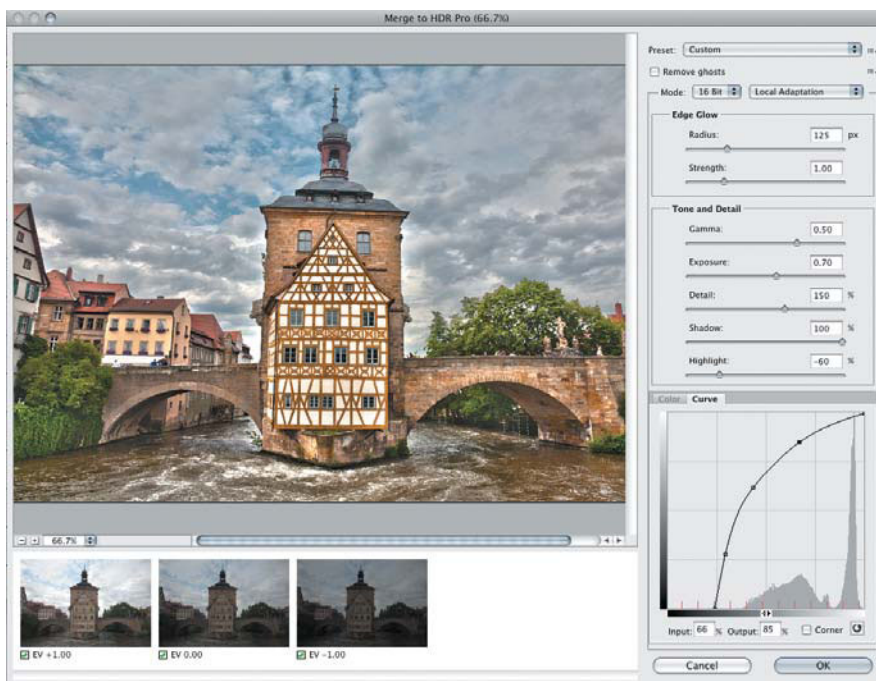 Merge to HDR Pro (66.7%)
Preset: Custom
Remove ghosts
Mode: 16 Bit Local Adaptation
Edge Glow
Radius: 125 px
Strength: 1.00
Tone and Detail
Gamma: 0.50
Exposure: 0.70
Detail: 150 %
Shadow: 100 %
Highlight: -60 %
Color Curve
Input: 66 % Output: 85 % Corner
Cancel OK
66.7%
EV +1.00 EV 0.00 EV -1.00